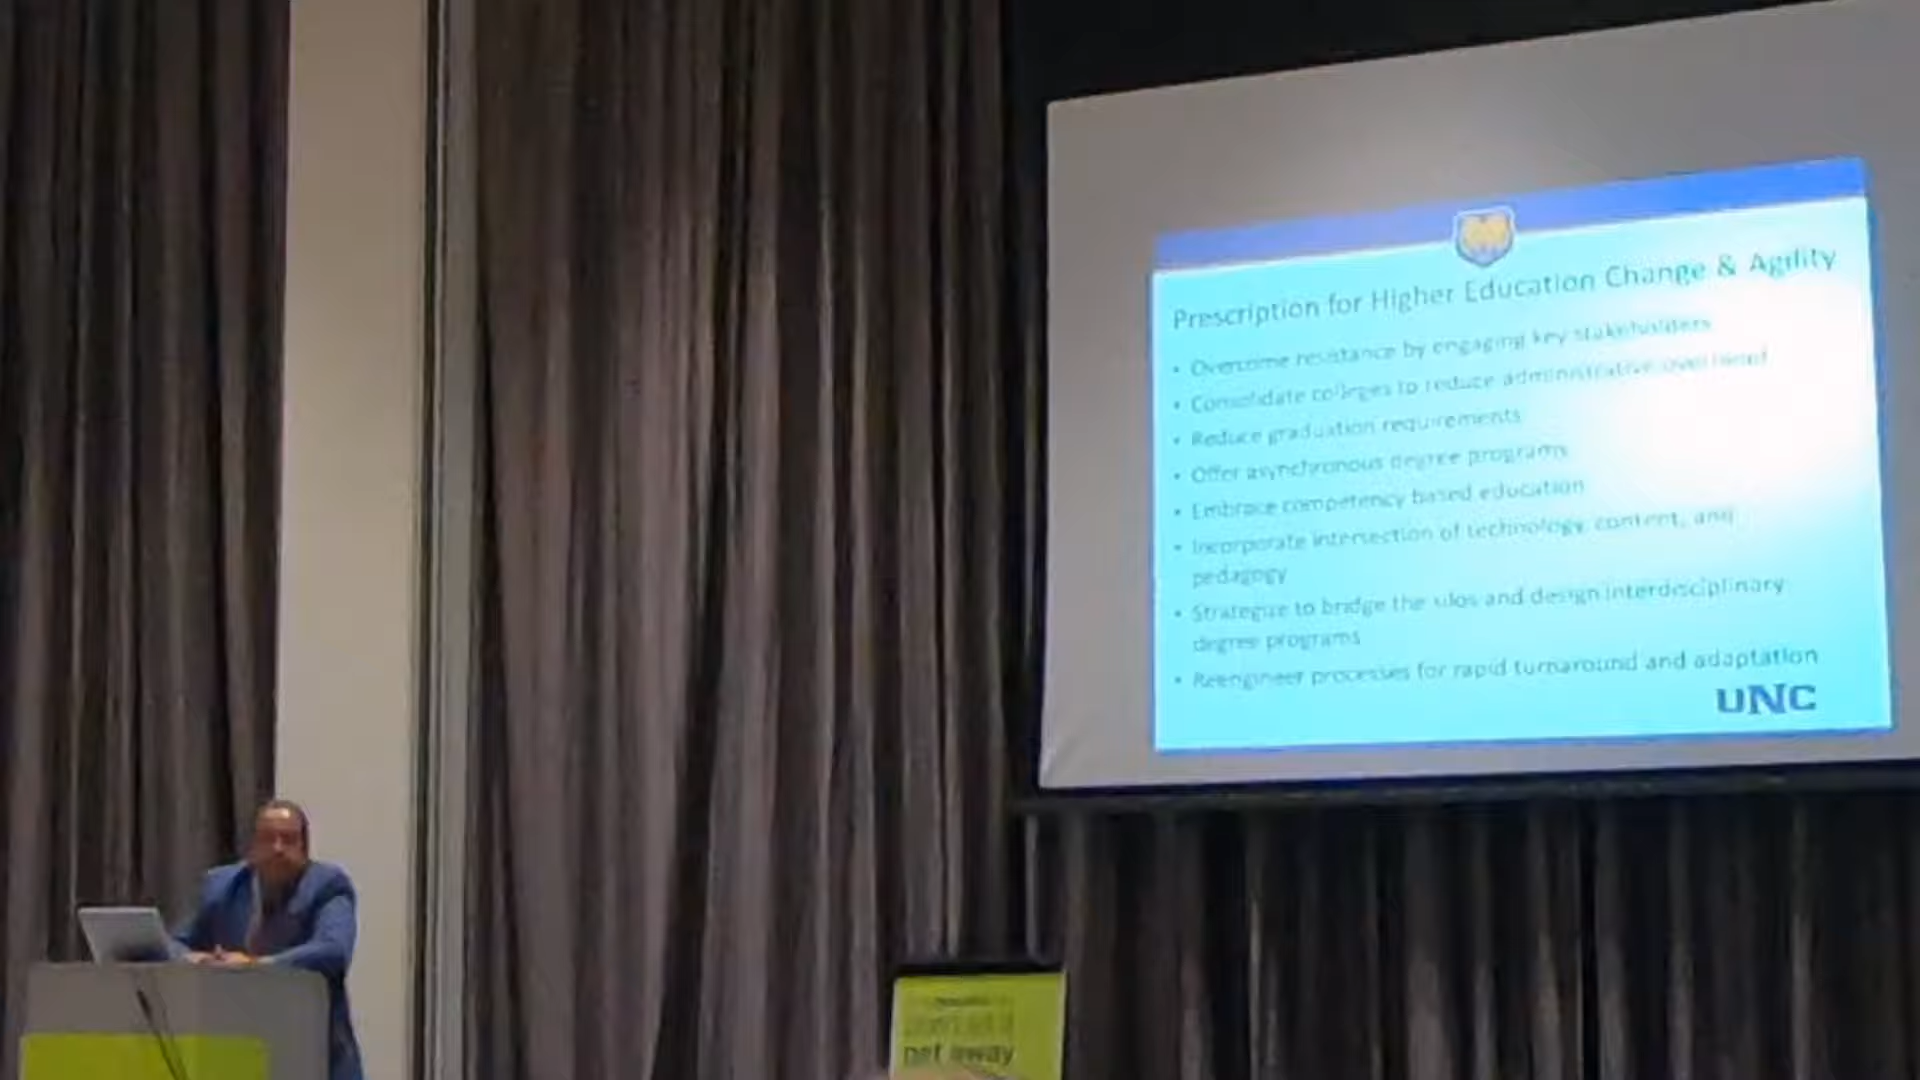 Prescription for Higher Education Change & Agility
• Overcome resistance by engaging key stakeholders
• Consolidate colleges to reduce administrative overhead
• Reduce graduation requirements
• Offer asynchronous degree programs
• Embrace competency based education
• Incorporate intersection of technology, content, and
pedagogy
• Strategize to bridge the silos and design interdisciplinary
degree programs
• Reengineer processes for rapid turnaround and adaptation
UNC
away